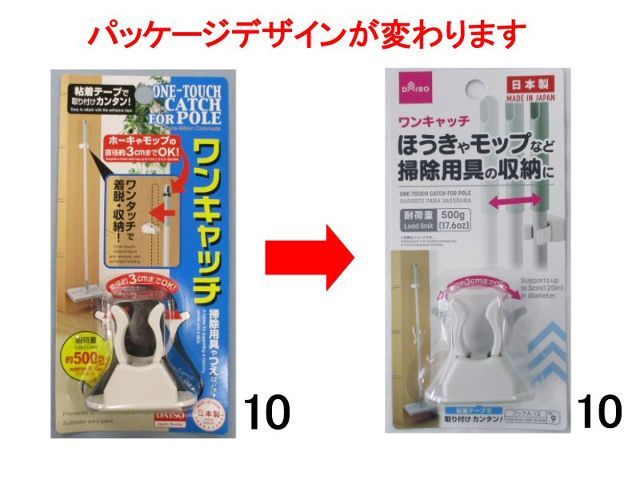 パッケージデザインが変わります
粘着テープで
取り付けカンタン!
ONE-TOUCH
CATCH
FOR POLE
ホーキやモップの
直径約3cmまでOK!
ワンタッチで
着脱・収納!
ワンキャッチ
直径約3cmまでOK!
掃除用具やつえなどに
耐荷重
約500g
DAISO
日本製
10
DAISO
日本製
MADE IN JAPAN
ワンキャッチ
ほうきやモップなど
掃除用具の収納に
ONE-TOUCH CATCH FOR POLE
SUPORTE PARA VASSOURA
耐荷重
Load limit
500g
(17.6oz)
直径約3cmまでOK!
Supports up
to 3cm(1.20in)
in diameter.
粘着テープで
取り付けカンタン!
9
10